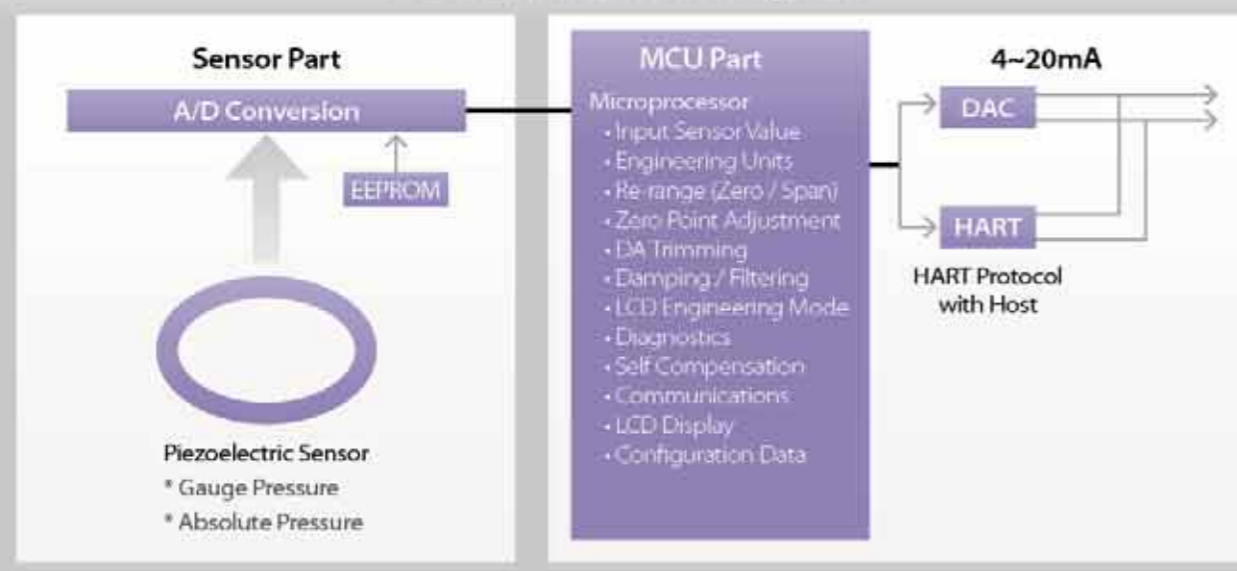 Sensor Part
A/D Conversion
EEPROM
Piezoelectric Sensor
* Gauge Pressure
* Absolute Pressure
MCU Part
Microprocessor
• Input Sensor Value
• Engineering Units
• Re-range (Zero / Span)
• Zero Point Adjustment
• DA Trimming
• Damping / Filtering
• LCD Engineering Mode
• Diagnostics
• Self Compensation
• Communications
• LCD Display
• Configuration Data
4~20mA
DAC
HART
HART Protocol
with Host